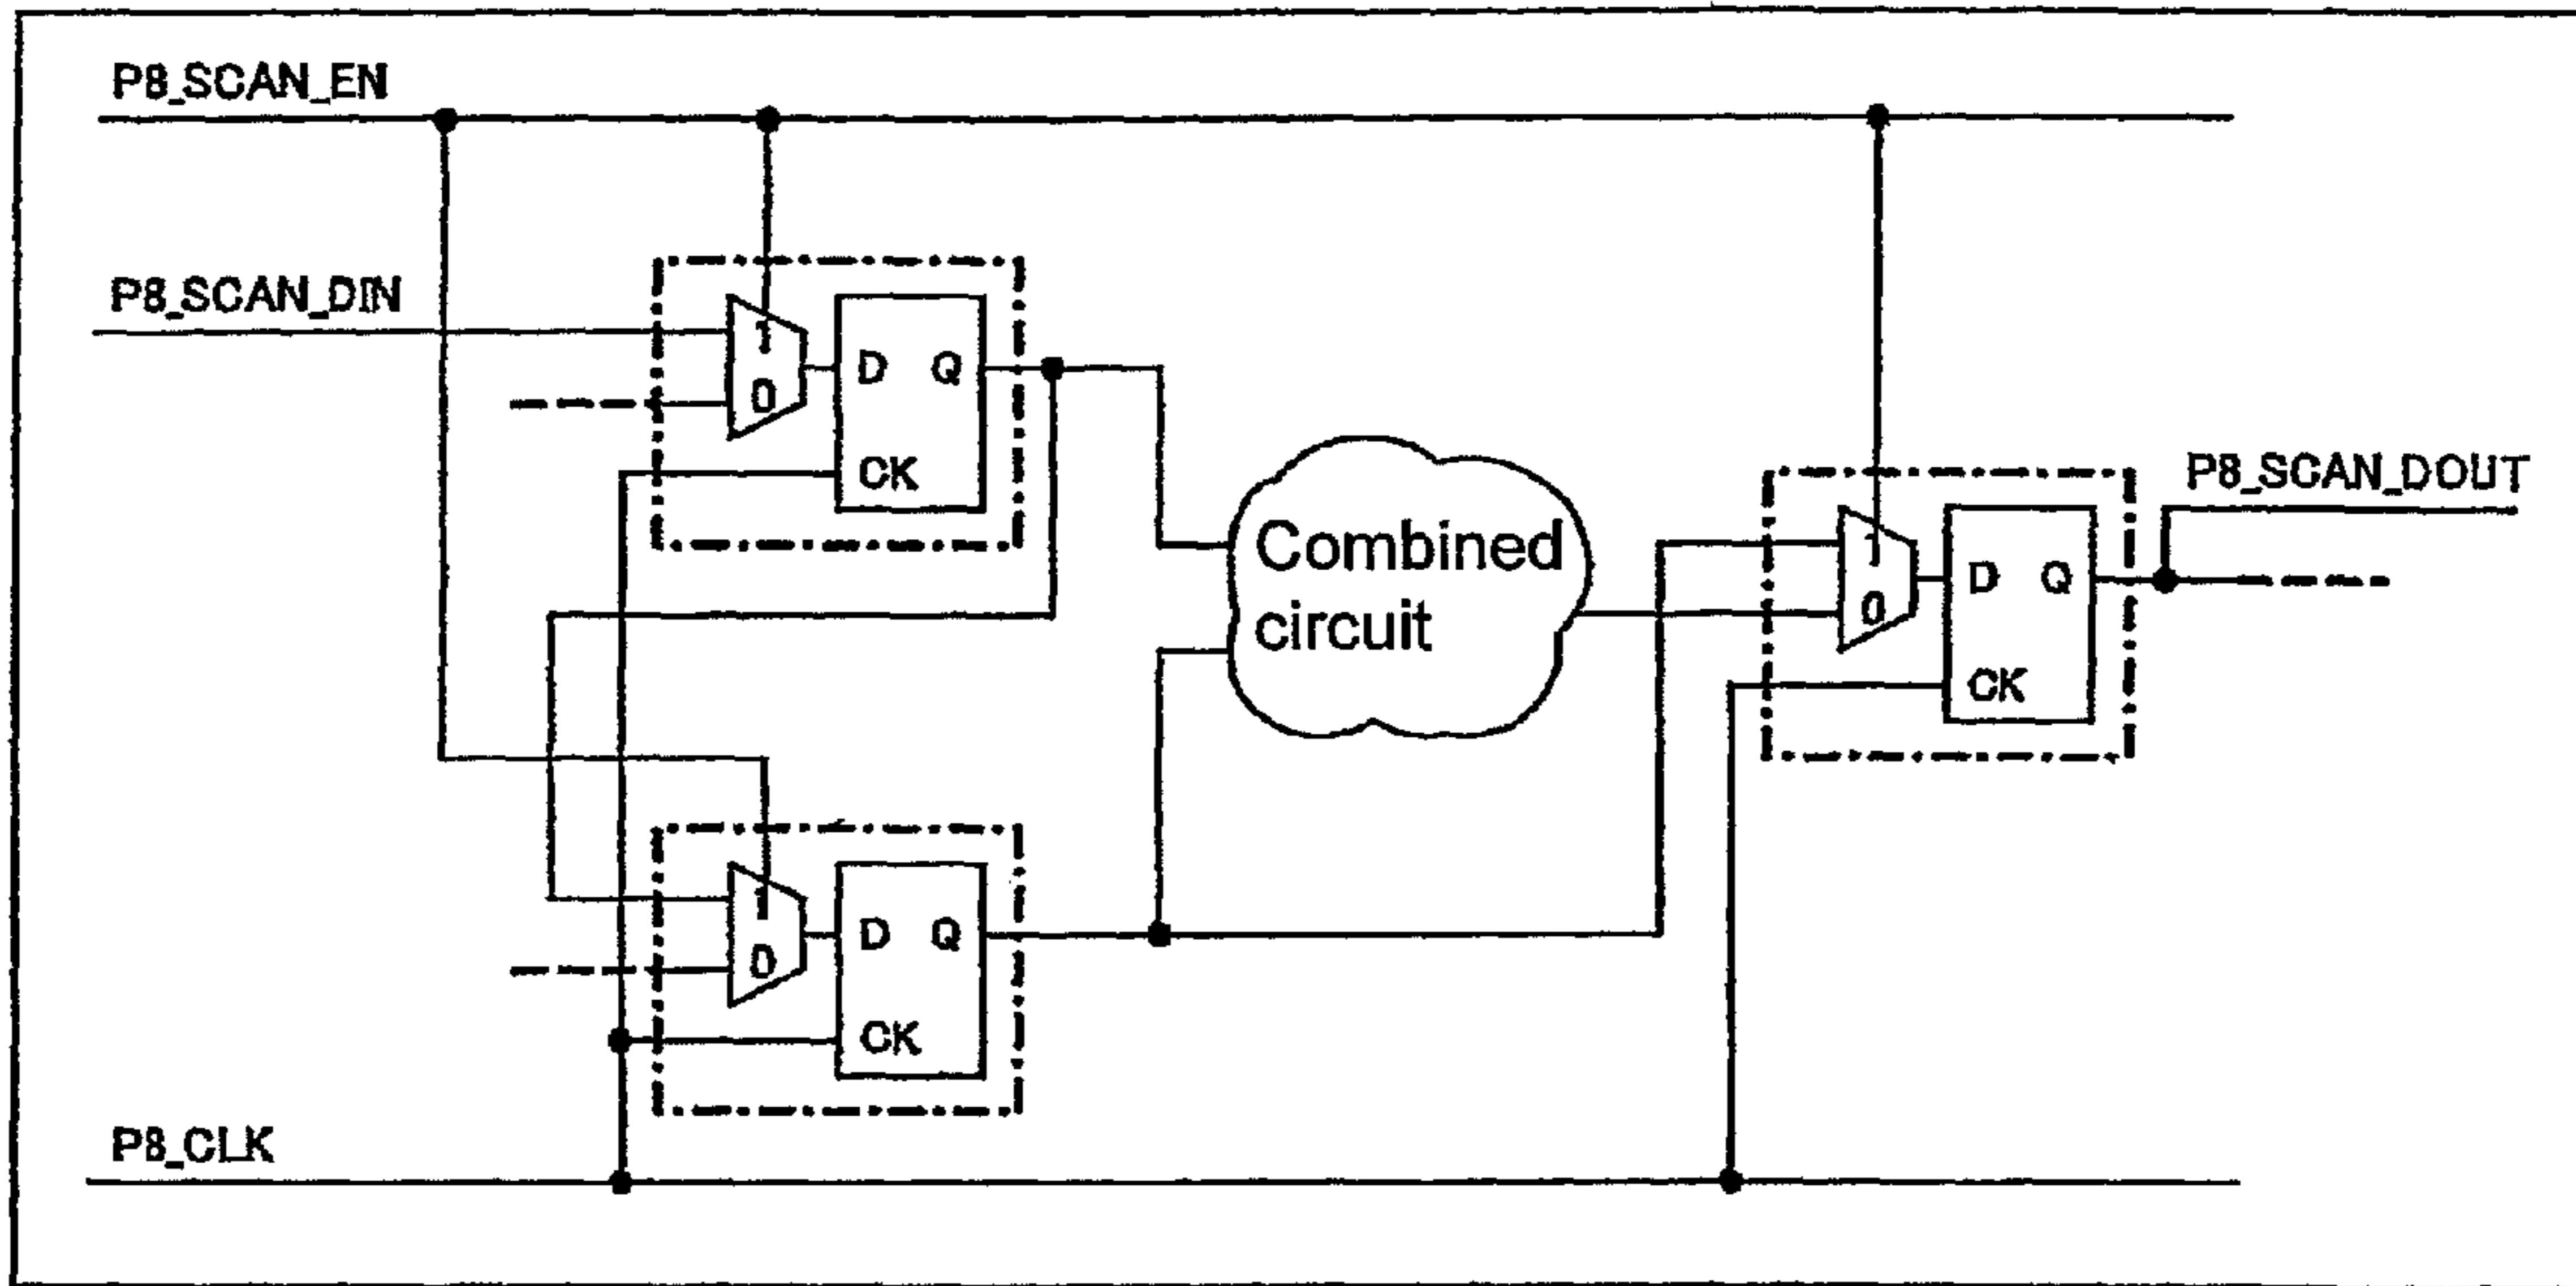 P8_SCAN_EN
P8_SCAN_DIN
1
0
D Q
CK
Combined
circuit
P8_SCAN_DOUT
1
0
D Q
CK
1
0
D Q
CK
P8_CLK